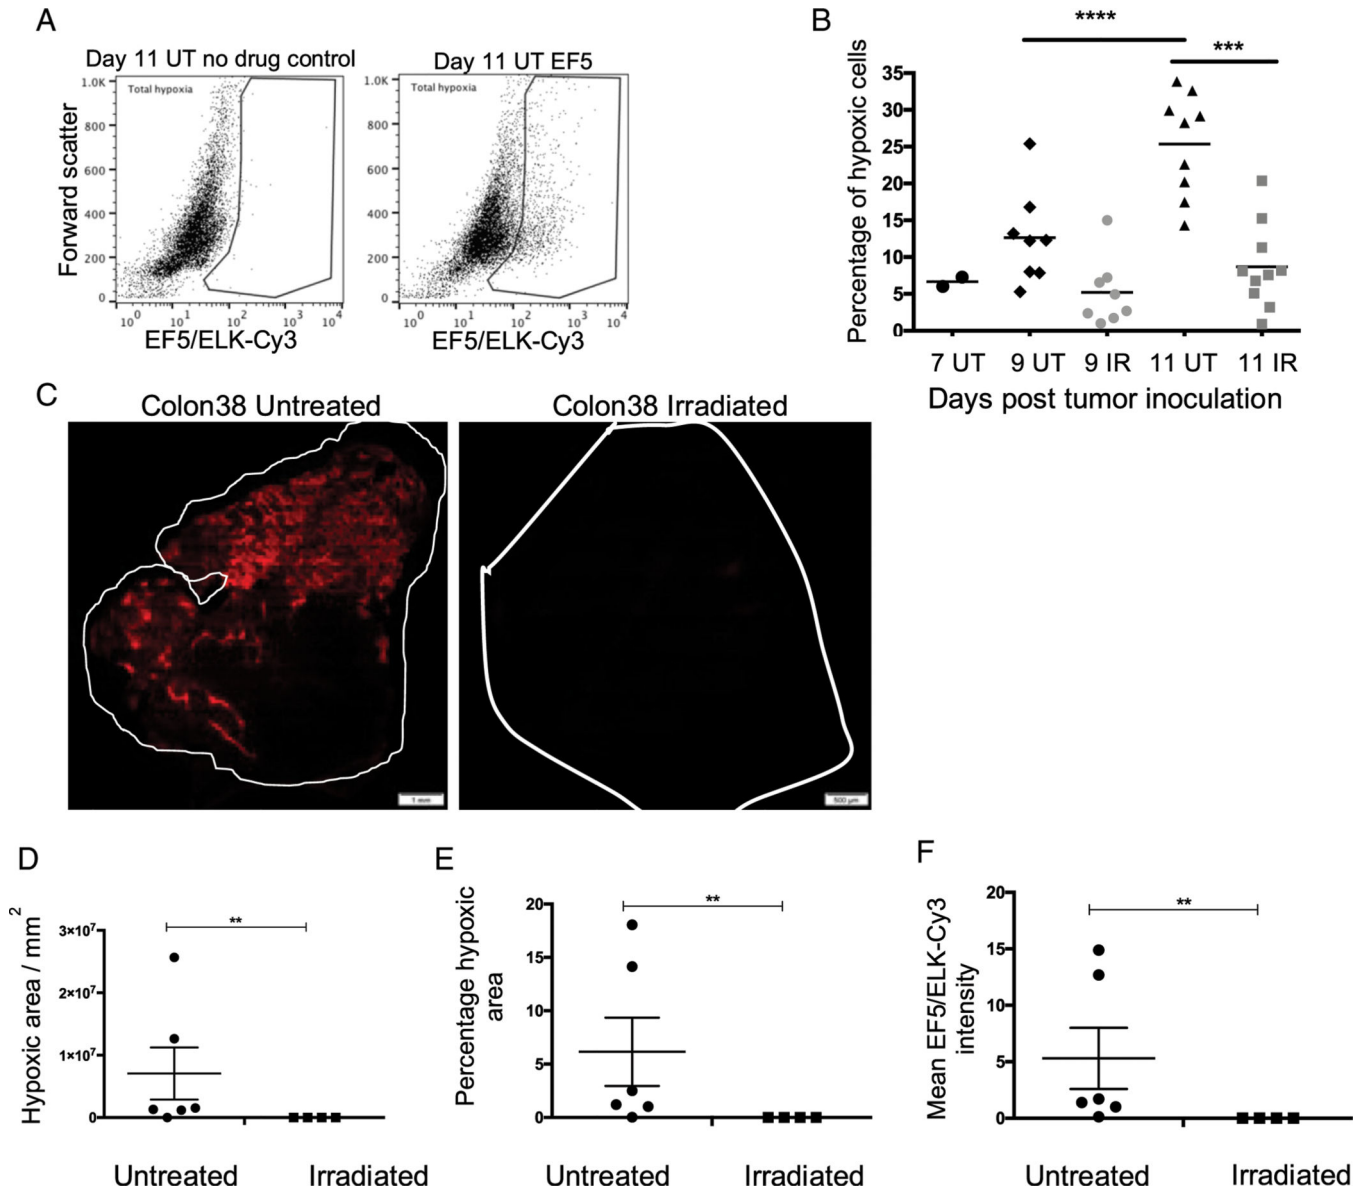 A
Day 11 UT no drug control
Day 11 UT EF5
Total hypoxia
Total hypoxia
Forward scatter
1.0K
800
600
400
200
0
1.0K
800
600
400
200
0
10^0 10^1 10^2 10^3 10^4
10^0 10^1 10^2 10^3 10^4
EF5/ELK-Cy3
EF5/ELK-Cy3
B
****
***
Percentage of hypoxic cells
35
30
25
20
15
10
5
0
7 UT 9 UT 9 IR 11 UT 11 IR
Days post tumor inoculation
C
Colon38 Untreated
Colon38 Irradiated
1 mm
500 µm
D
Hypoxic area / mm²
**
3×10⁷
2×10⁷
1×10⁷
0
Untreated Irradiated
E
Percentage hypoxic
area
**
20
15
10
5
0
Untreated Irradiated
F
Mean EF5/ELK-Cy3
intensity
**
20
15
10
5
0
Untreated Irradiated